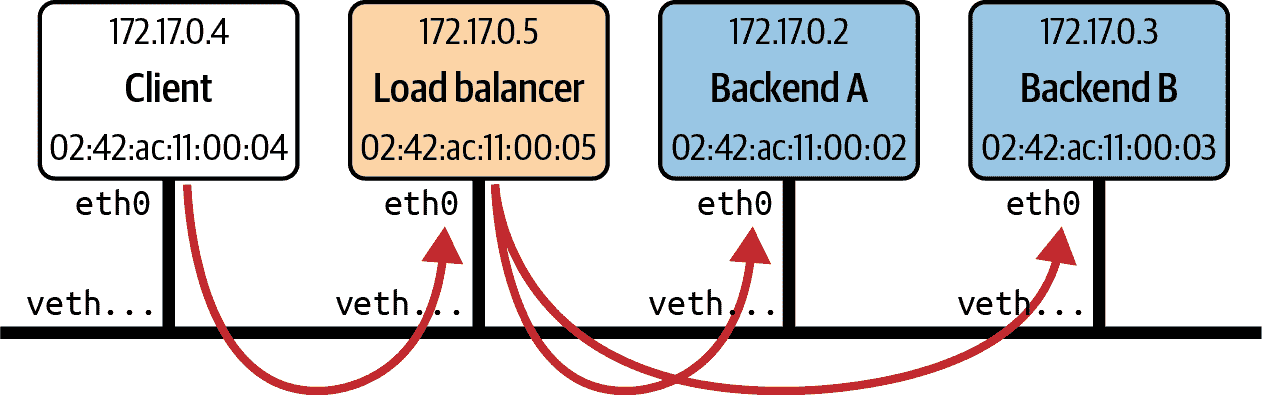 172.17.0.4
Client
02:42:ac:11:00:04
eth0
veth...
172.17.0.5
Load balancer
02:42:ac:11:00:05
eth0
veth...
172.17.0.2
Backend A
02:42:ac:11:00:02
eth0
veth...
172.17.0.3
Backend B
02:42:ac:11:00:03
eth0
veth...